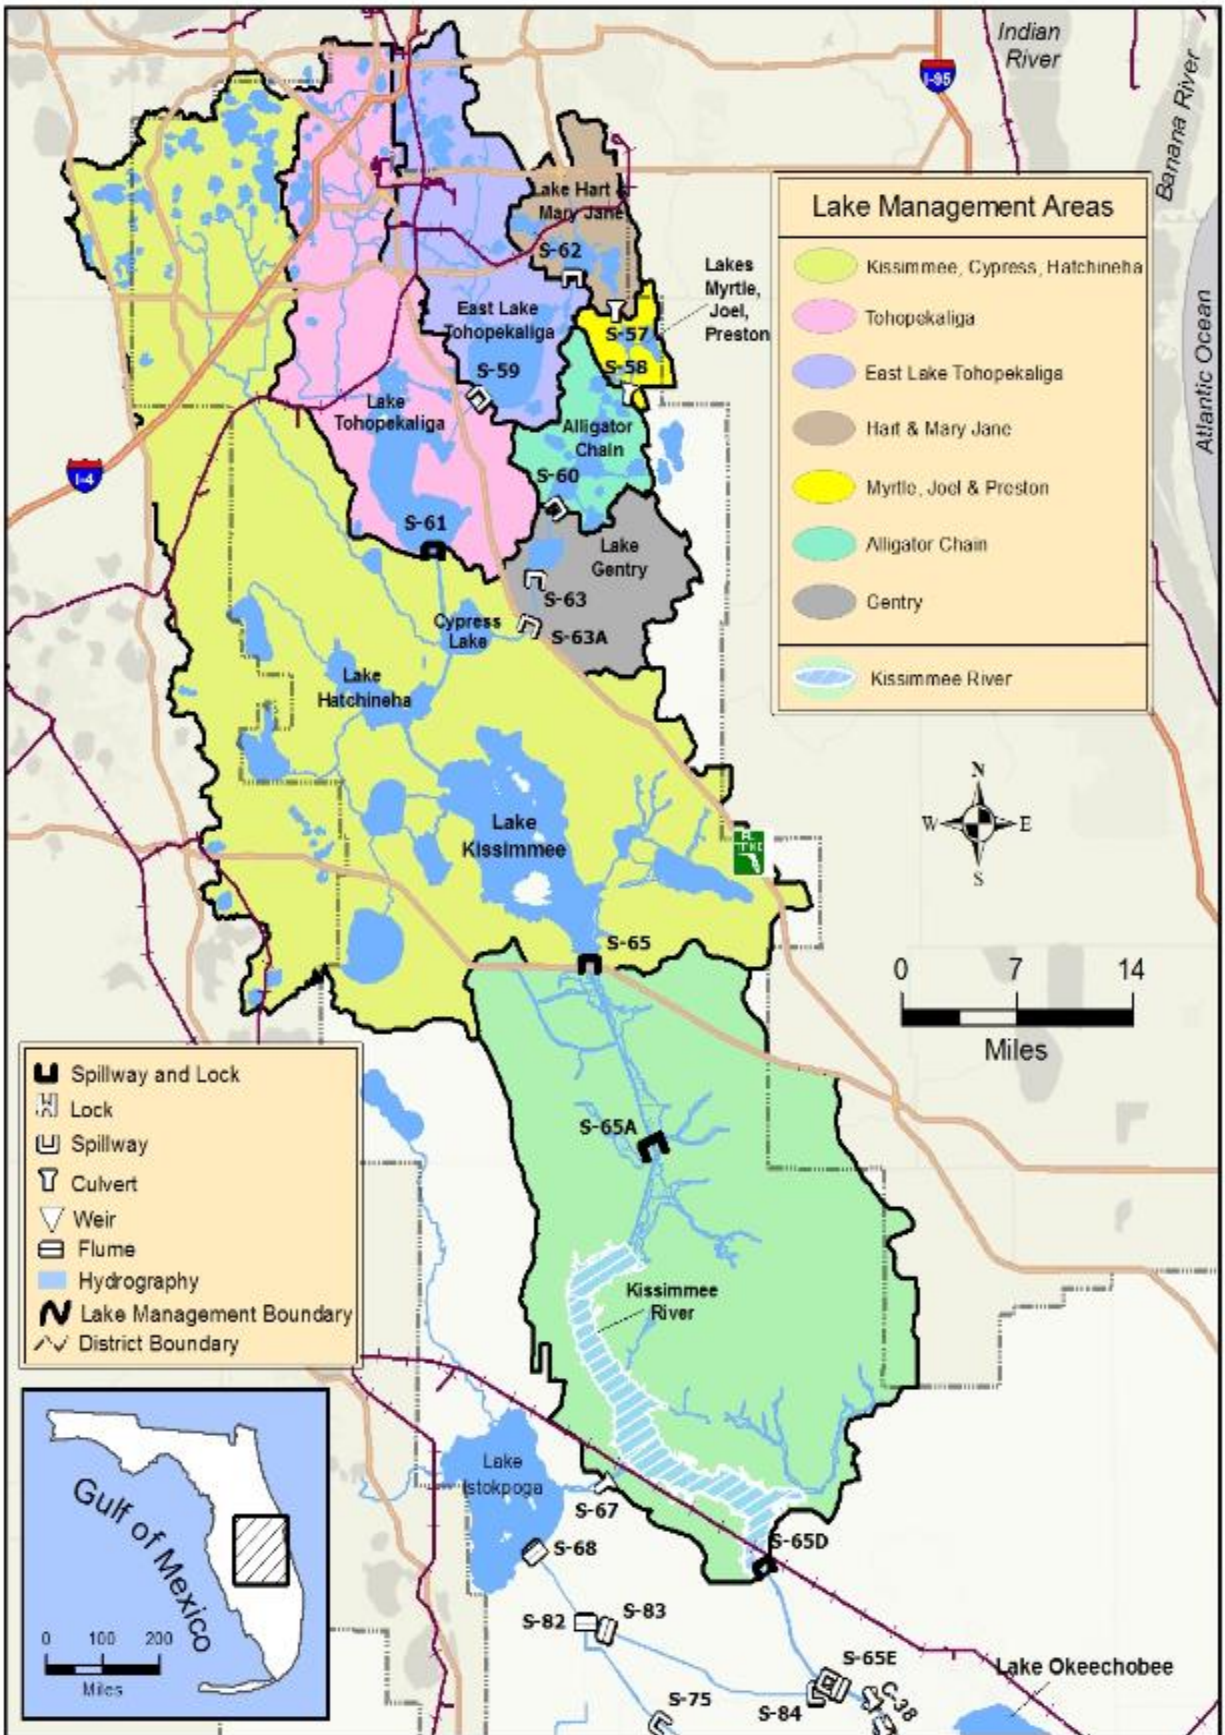 Indian
River
I-95
Banana River
Atlantic Ocean
Lake Hart &
Mary Jane
S-62
Lakes
Myrtle,
Joel,
Preston
East Lake
Tohopekaliga
S-57
S-58
S-59
Lake
Tohopekaliga
Alligator
Chain
S-60
I-4
S-61
Lake
Gentry
S-63
S-63A
Cypress
Lake
Lake
Hatchineha
Lake
Kissimmee
S-65
Lake Management Areas
Kissimmee, Cypress, Hatchineha
Tohopekaliga
East Lake Tohopekaliga
Hart & Mary Jane
Myrtle, Joel & Preston
Alligator Chain
Gentry
Kissimmee River
N
W
E
S
0 7 14
Miles
Spillway and Lock
Lock
Spillway
Culvert
Weir
Flume
Hydrography
Lake Management Boundary
District Boundary
S-65A
Kissimmee
River
Lake
Istokpoga
S-67
S-68
S-65D
S-82
S-83
S-65E
S-84
C-38
S-75
Lake Okeechobee
Gulf of Mexico
0 100 200
Miles